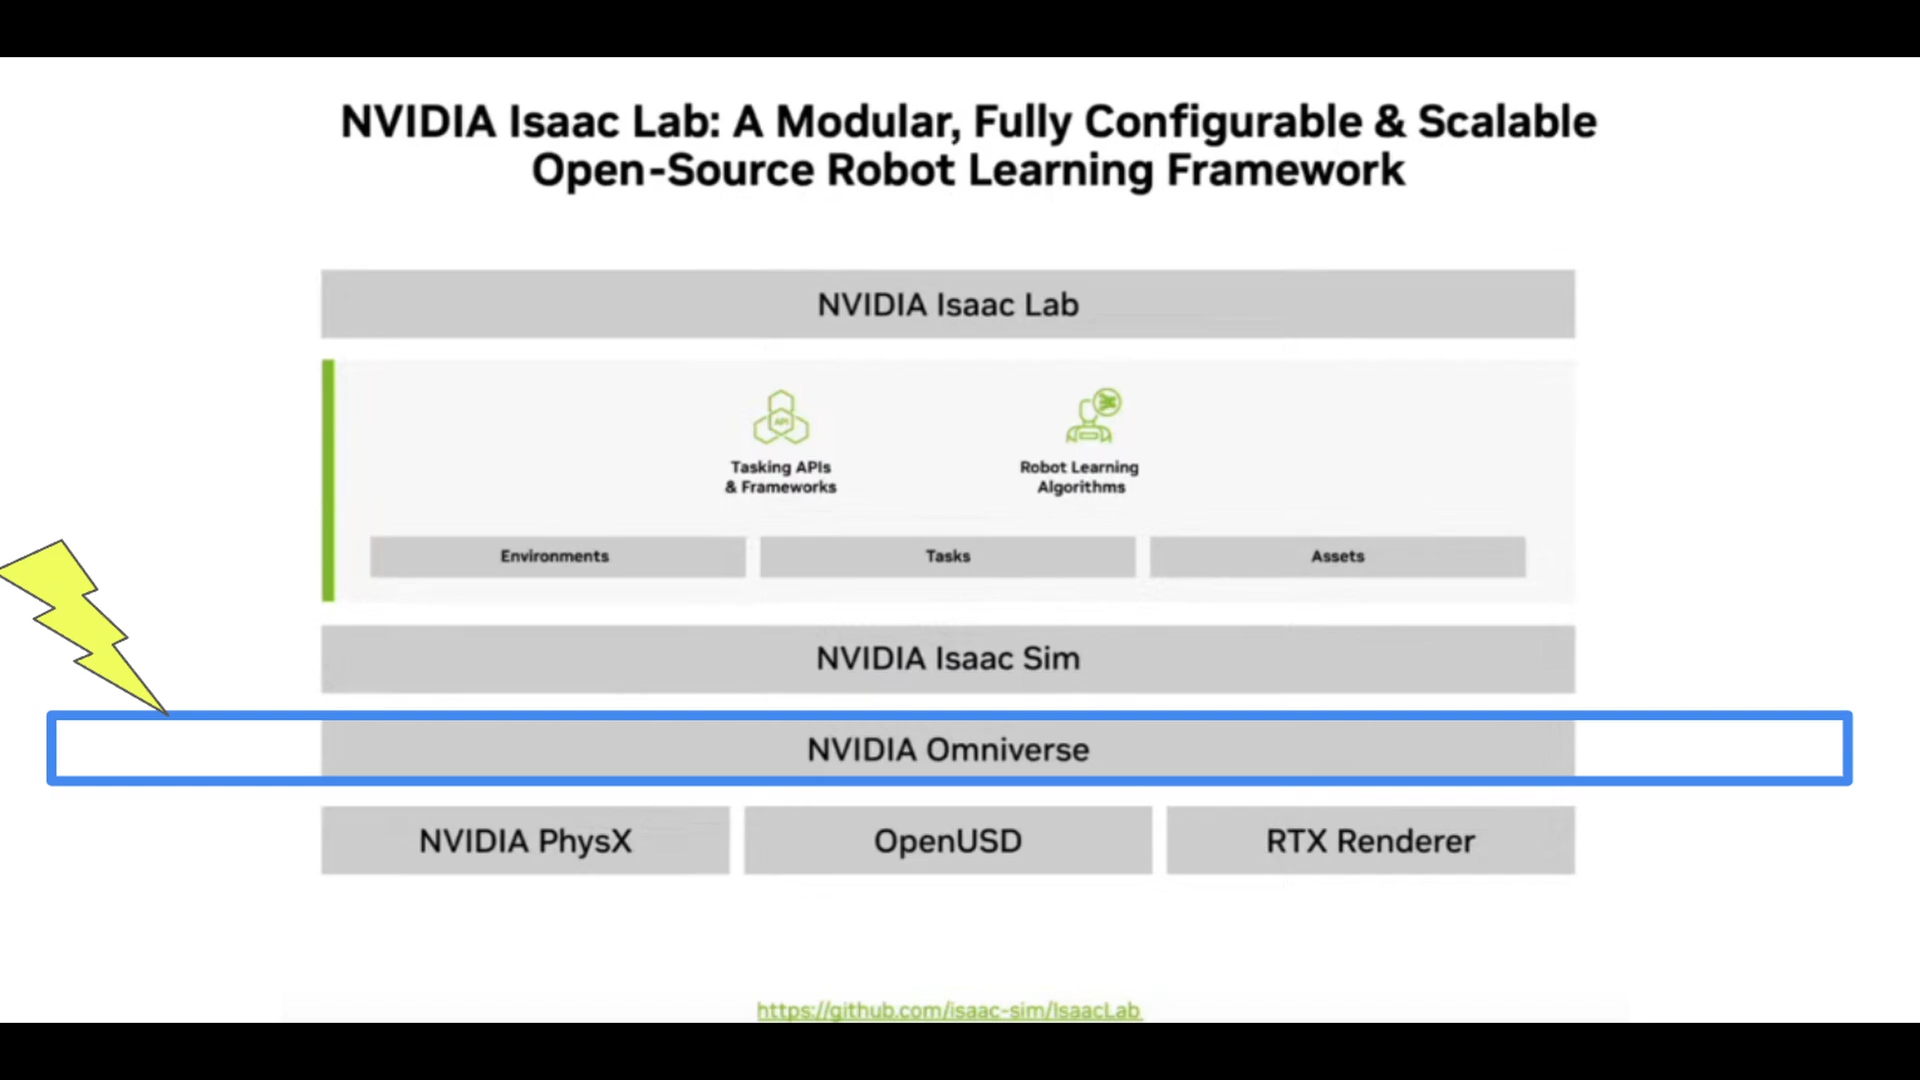 NVIDIA Isaac Lab: A Modular, Fully Configurable & Scalable
Open-Source Robot Learning Framework
NVIDIA Isaac Lab
API
Tasking APIs
& Frameworks
Robot Learning
Algorithms
Environments
Tasks
Assets
NVIDIA Isaac Sim
NVIDIA Omniverse
NVIDIA PhysX
OpenUSD
RTX Renderer
https://github.com/isaac-sim/IsaacLab